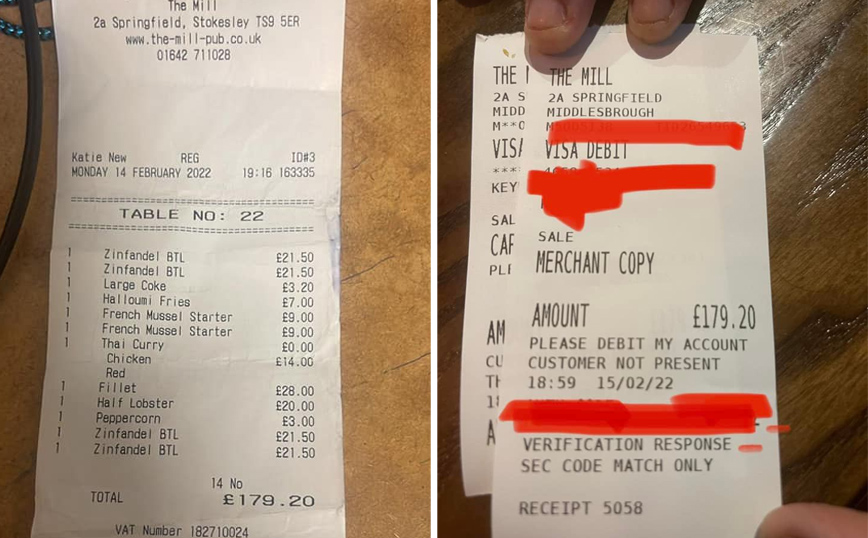 The Mill
2a Springfield, Stokesley TS9 5ER
www.the-mill-pub.co.uk
01642 711028
Katie New REG ID#3
MONDAY 14 FEBRUARY 2022 19:16 163335
TABLE NO: 22
1 Zinfandel BTL £21.50
1 Zinfandel BTL £21.50
1 Large Coke £3.20
1 Halloumi Fries £7.00
1 French Mussel Starter £9.00
1 French Mussel Starter £9.00
1 Thai Curry £0.00
Chicken £14.00
Red
1 Fillet £28.00
1 Half Lobster £20.00
1 Peppercorn £3.00
1 Zinfandel BTL £21.50
1 Zinfandel BTL £21.50
14 No
TOTAL £179.20
VAT Number 182710024
THE
2A S
MIDD
M**
VIS
***
KEY
SAL
AM
CU
TH
THE MILL
2A SPRINGFIELD
MIDDLESBROUGH
VISA DEBIT
SALE
MERCHANT COPY
AMOUNT £179.20
PLEASE DEBIT MY ACCOUNT
CUSTOMER NOT PRESENT
18:59 15/02/22
VERIFICATION RESPONSE
SEC CODE MATCH ONLY
RECEIPT 5058